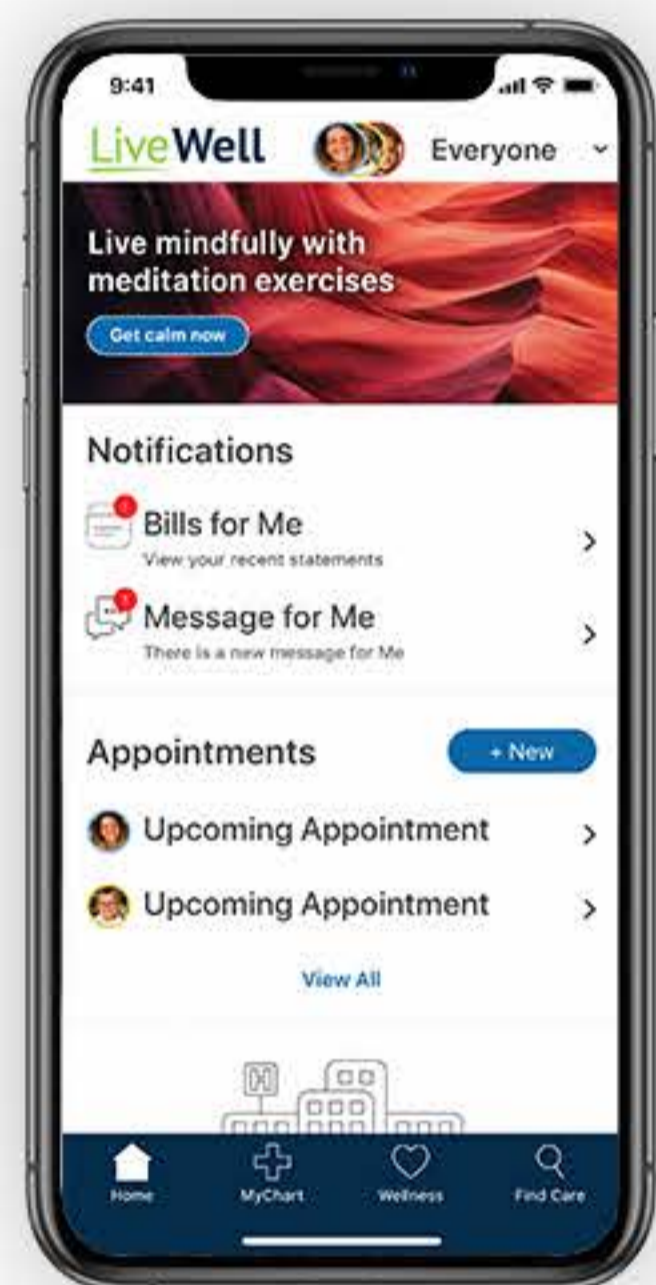 9:41
LiveWell
Everyone
Live mindfully with
meditation exercises
Get calm now
Notifications
Bills for Me
View your recent statements
Message for Me
There is a new message for Me
Appointments
+ New
Upcoming Appointment
Upcoming Appointment
View All
H
Home
MyChart
Wellness
Find Care